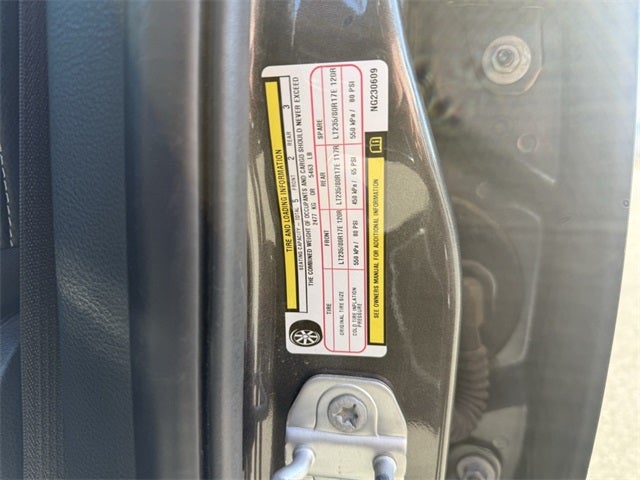 TIRE AND LOADING INFORMATION
SEATING CAPACITY - TOTAL 5 FRONT 2 REAR 3
THE COMBINED WEIGHT OF OCCUPANTS AND CARGO SHOULD NEVER EXCEED
2477 KG OR 5463 LB
TIRE FRONT REAR SPARE
ORIGINAL TIRE SIZE LT235/80R17E 120R LT235/80R17E 117R LT235/80R17E 120R
COLD TIRE INFLATION PRESSURE 550 kPa / 80 PSI 450 kPa / 65 PSI 550 kPa / 80 PSI
SEE OWNERS MANUAL FOR ADDITIONAL INFORMATION
NG230609